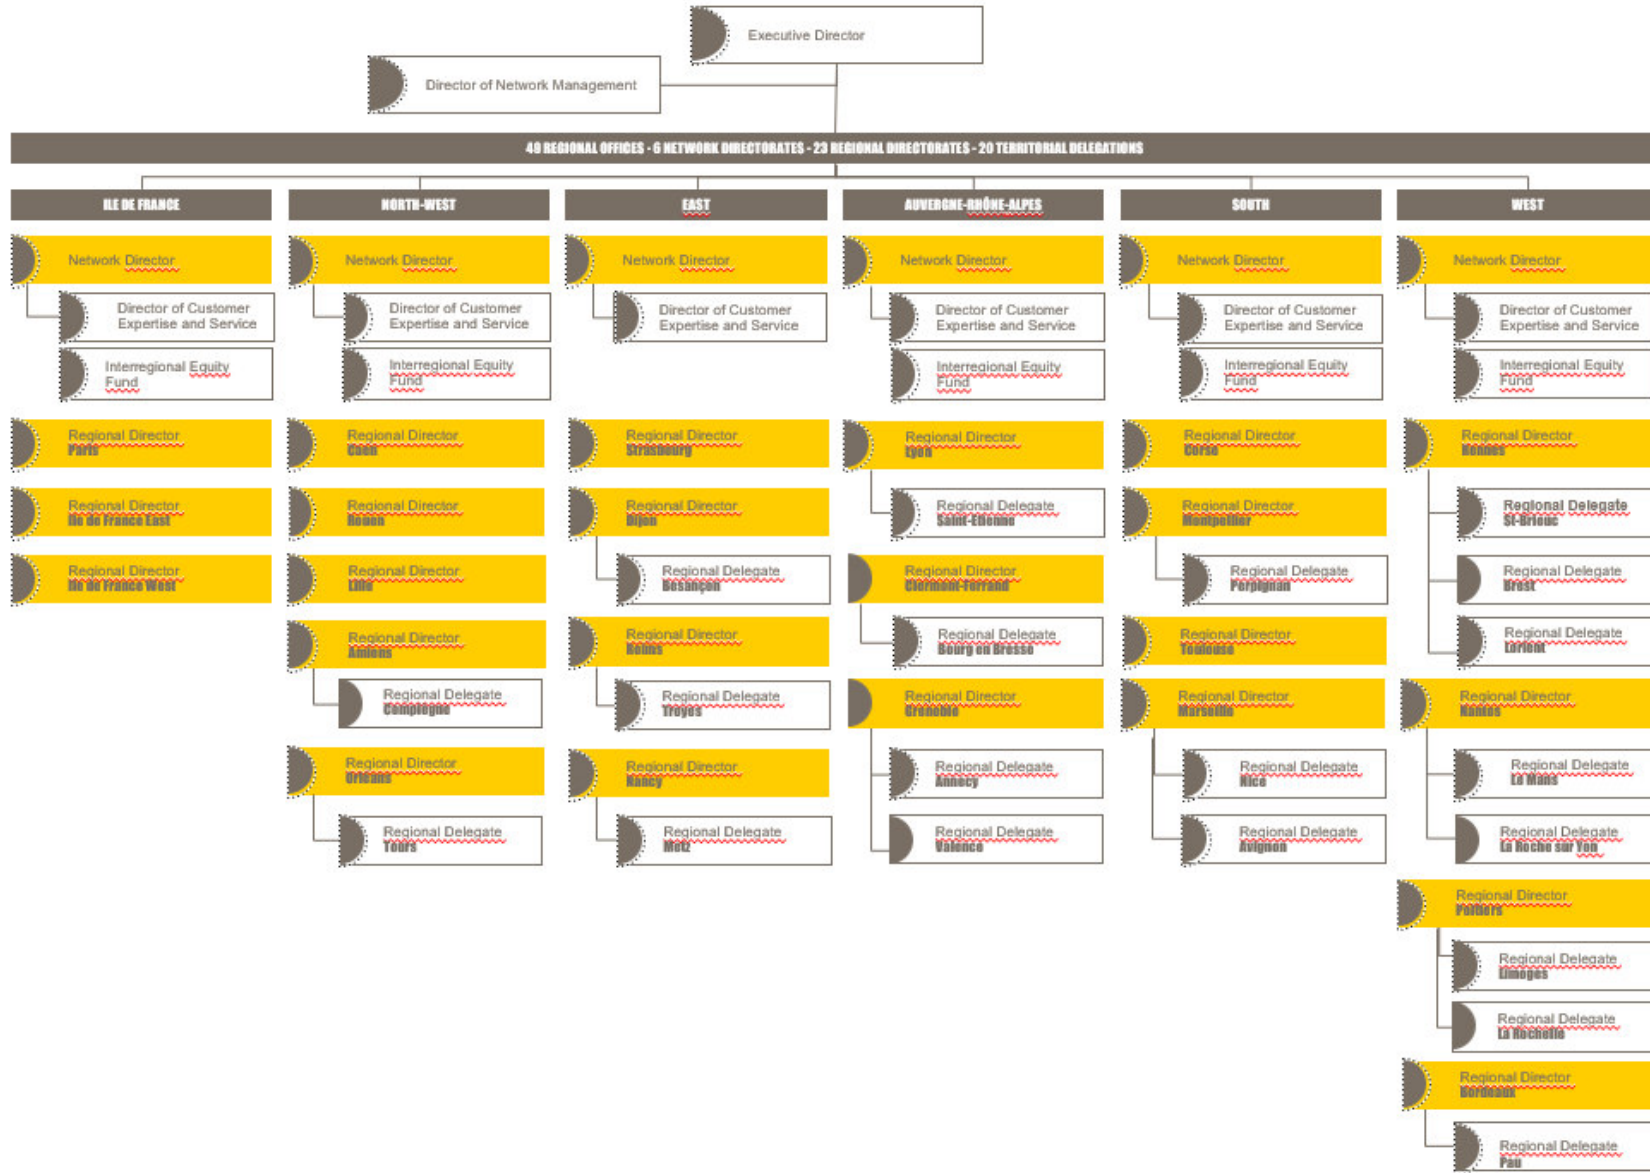 Executive Director
Director of Network Management
49 REGIONAL OFFICES - 6 NETWORK DIRECTORATES - 23 REGIONAL DIRECTORATES - 20 TERRITORIAL DELEGATIONS
ILE DE FRANCE
Network Director
Director of Customer
Expertise and Service
Interregional Equity
Fund
Regional Director
Paris
Regional Director
Ile de France East
Regional Director
Ile de France West
NORTH-WEST
Network Director
Director of Customer
Expertise and Service
Interregional Equity
Fund
Regional Director
Caen
Regional Director
Rouen
Regional Director
Lille
Regional Director
Amiens
Regional Delegate
Compiegne
Regional Director
Orleans
Regional Delegate
Tours
EAST
Network Director
Director of Customer
Expertise and Service
Regional Director
Strasbourg
Regional Director
Dijon
Regional Delegate
Besançon
Regional Director
Reims
Regional Delegate
Troyes
Regional Director
Nancy
Regional Delegate
Metz
AUVERGNE-RHÔNE-ALPES
Network Director
Director of Customer
Expertise and Service
Interregional Equity
Fund
Regional Director
Lyon
Regional Delegate
Saint-Etienne
Regional Director
Clermont-Ferrand
Regional Delegate
Bourg en Bresse
Regional Director
Grenoble
Regional Delegate
Annecy
Regional Delegate
Valence
SOUTH
Network Director
Director of Customer
Expertise and Service
Interregional Equity
Fund
Regional Director
Corse
Regional Director
Montpellier
Regional Delegate
Perpignan
Regional Director
Toulouse
Regional Director
Marseille
Regional Delegate
Nice
Regional Delegate
Avignon
WEST
Network Director
Director of Customer
Expertise and Service
Interregional Equity
Fund
Regional Director
Rennes
Regional Delegate
St-Brieuc
Regional Delegate
Brest
Regional Delegate
Lorient
Regional Director
Nantes
Regional Delegate
Le Mans
Regional Delegate
La Roche sur Yon
Regional Director
Poitiers
Regional Delegate
Limoges
Regional Delegate
La Rochelle
Regional Director
Bordeaux
Regional Delegate
Pau